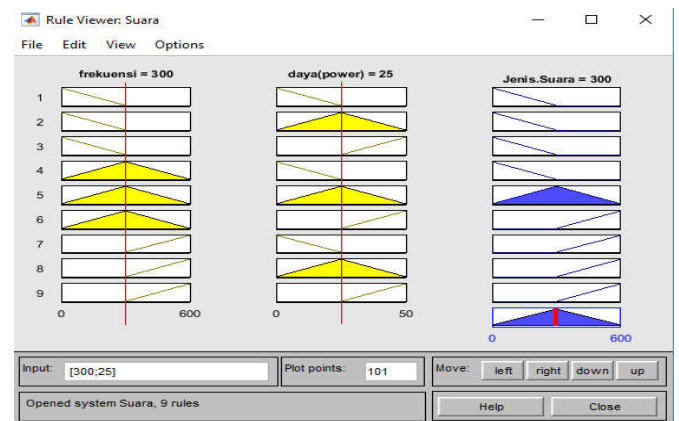 Rule Viewer: Suara
File Edit View Options
frekuensi = 300
daya(power) = 25
Jenis.Suara = 300
1
2
3
4
5
6
7
8
9
0 600
0 50
0 600
Input: [300;25]
Plot points: 101
Move: left right down up
Opened system Suara, 9 rules
Help Close